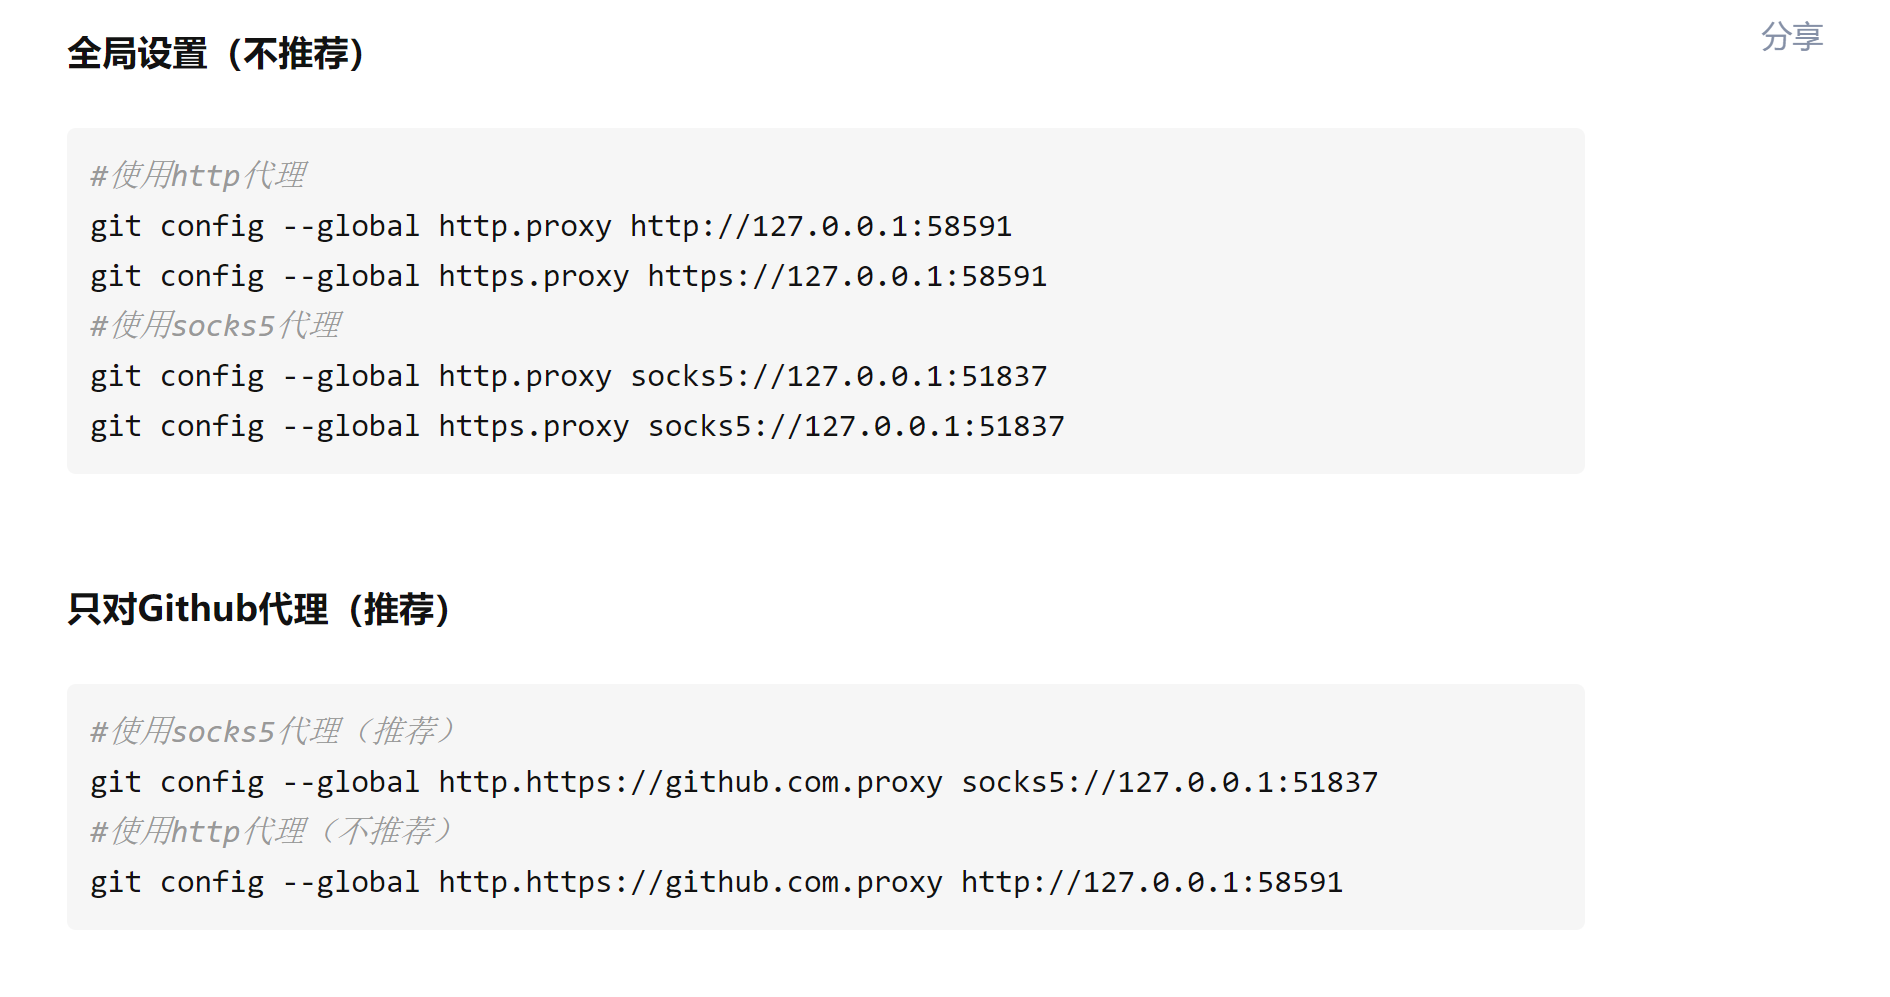 全局设置（不推荐）
分享
#使用http代理
git config --global http.proxy http://127.0.0.1:58591
git config --global https.proxy https://127.0.0.1:58591
#使用socks5代理
git config --global http.proxy socks5://127.0.0.1:51837
git config --global https.proxy socks5://127.0.0.1:51837
只对Github代理（推荐）
#使用socks5代理（推荐）
git config --global http.https://github.com.proxy socks5://127.0.0.1:51837
#使用http代理（不推荐）
git config --global http.https://github.com.proxy http://127.0.0.1:58591